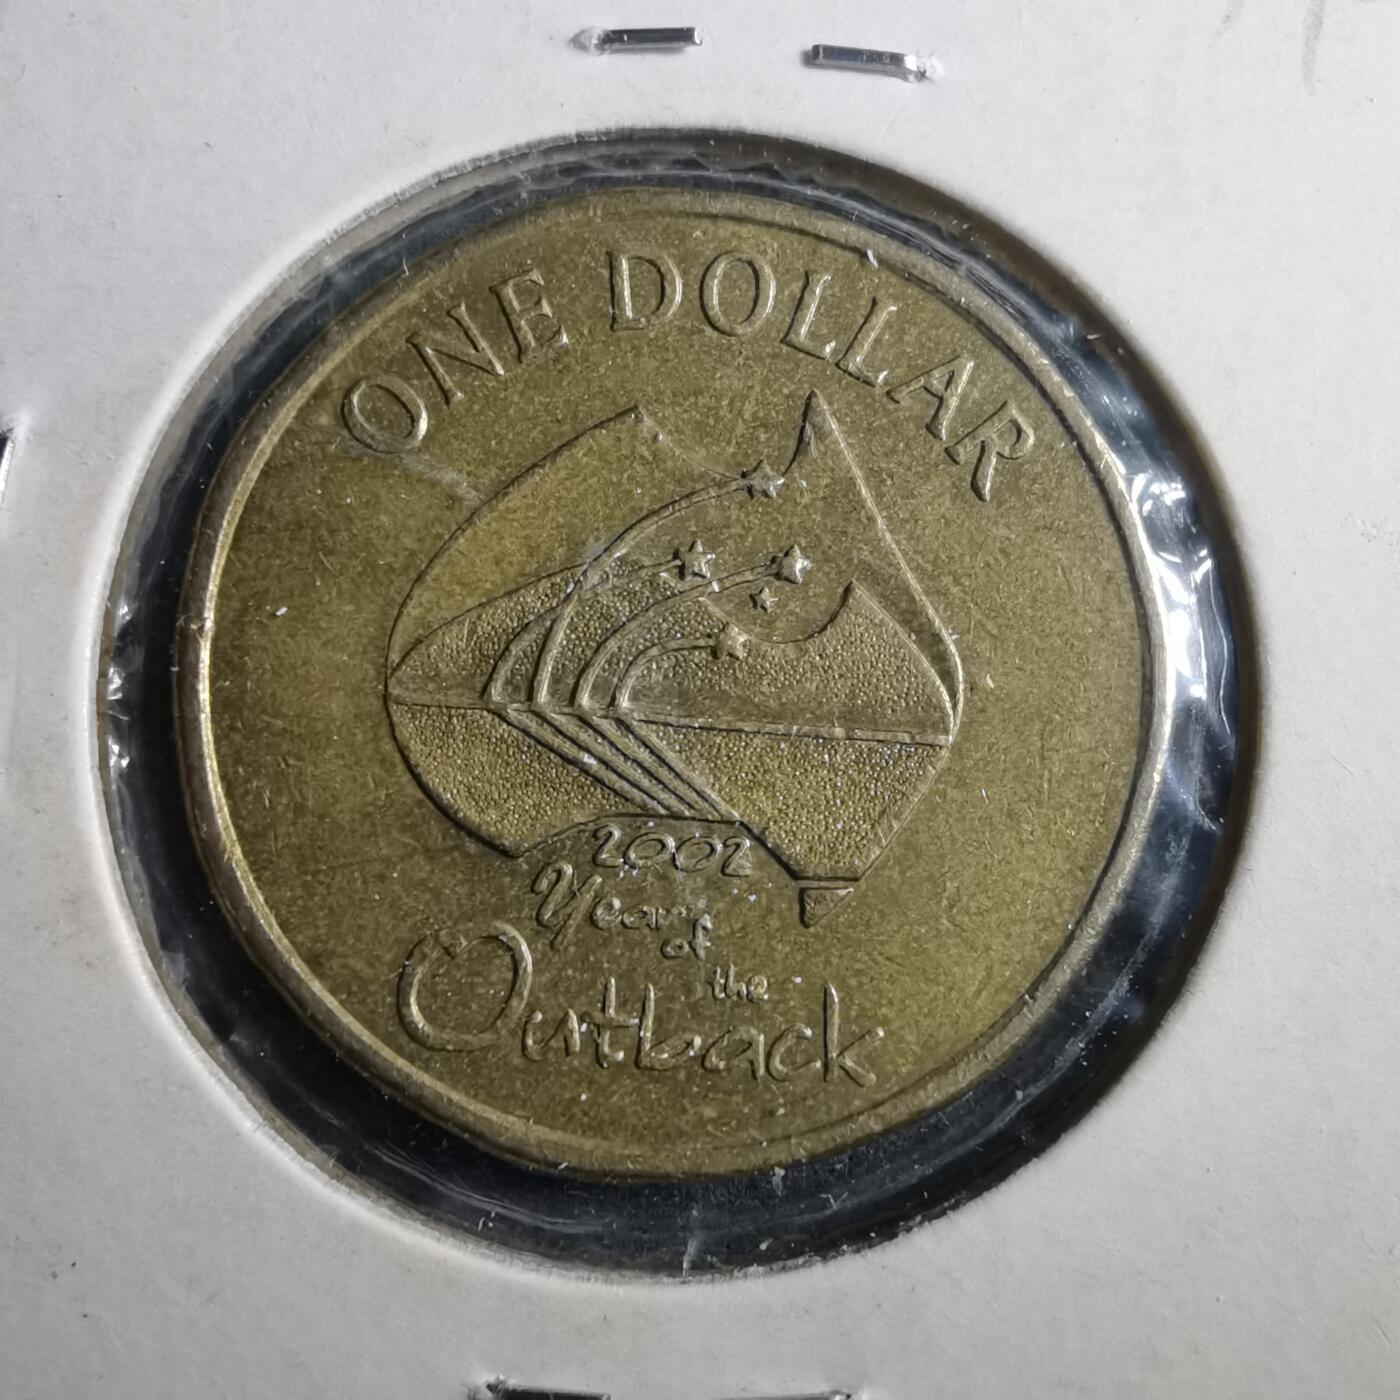 ONE DOLLAR
2002
Year
of
the
Outback